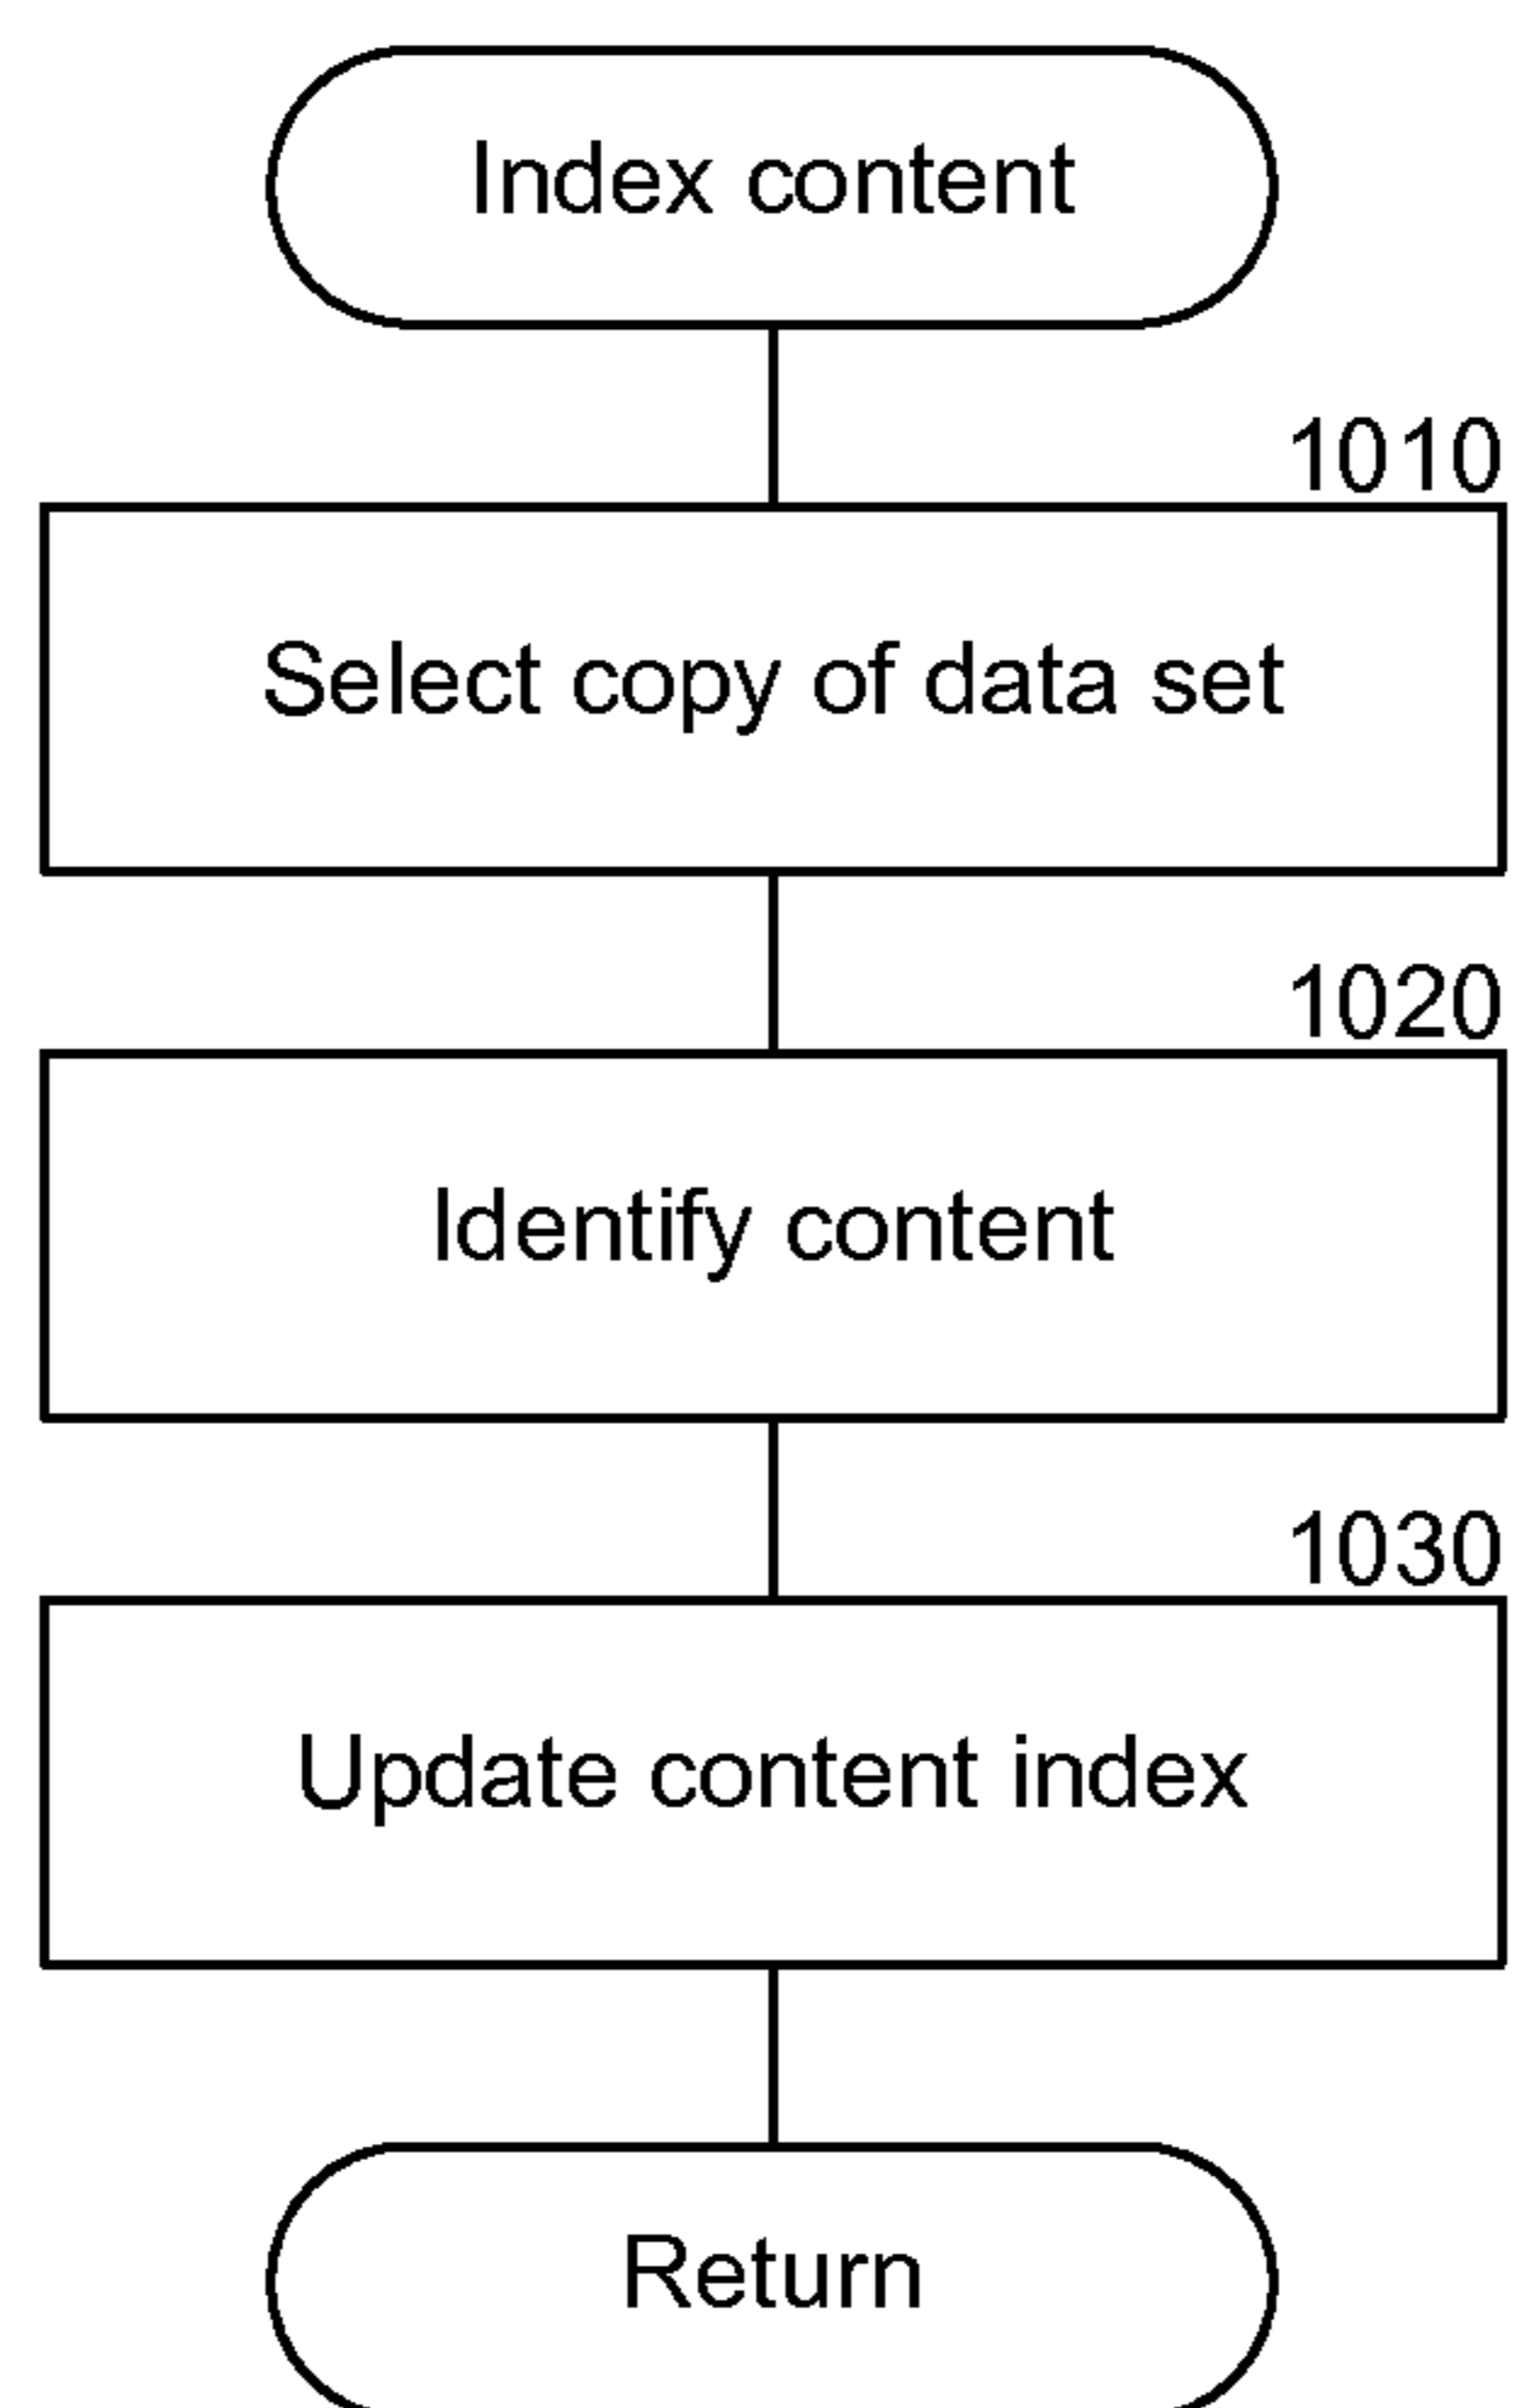 Index content
1010
Select copy of data set
1020
Identify content
1030
Update content index
Return